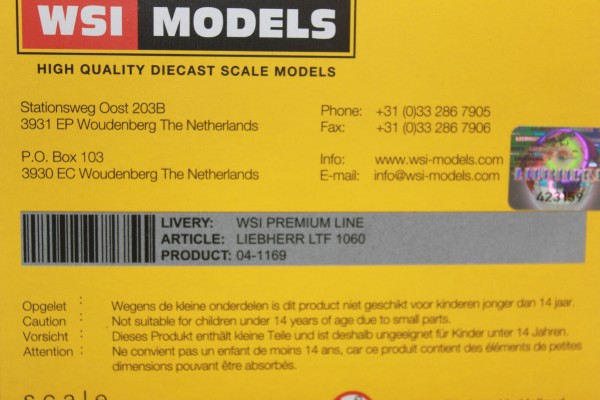 WSI MODELS
HIGH QUALITY DIECAST SCALE MODELS
Stationsweg Oost 203B
3931 EP Woudenberg The Netherlands
P.O. Box 103
3930 EC Woudenberg The Netherlands
Phone: +31 (0)33 286 7905
Fax: +31 (0)33 286 7906
Info: www.wsi-models.com
E-mail: info@wsi-models.com
423159
LIVERY: WSI PREMIUM LINE
ARTICLE: LIEBHERR LTF 1060
PRODUCT: 04-1169
Opgelet : Wegens de kleine onderdelen is dit product niet geschikt voor kinderen jonger dan 14 jaar.
Caution : Not suitable for children under 14 years of age due to small parts.
Vorsicht : Dieses Produkt enthält kleine Teile und ist deshalb ungeeignet für Kinder unter 14 Jahren.
Attention : Ne convient pas un enfant de moins 14 ans, car ce produit contient des éléments de petites
dimensions pouvant être absorbés.
scale